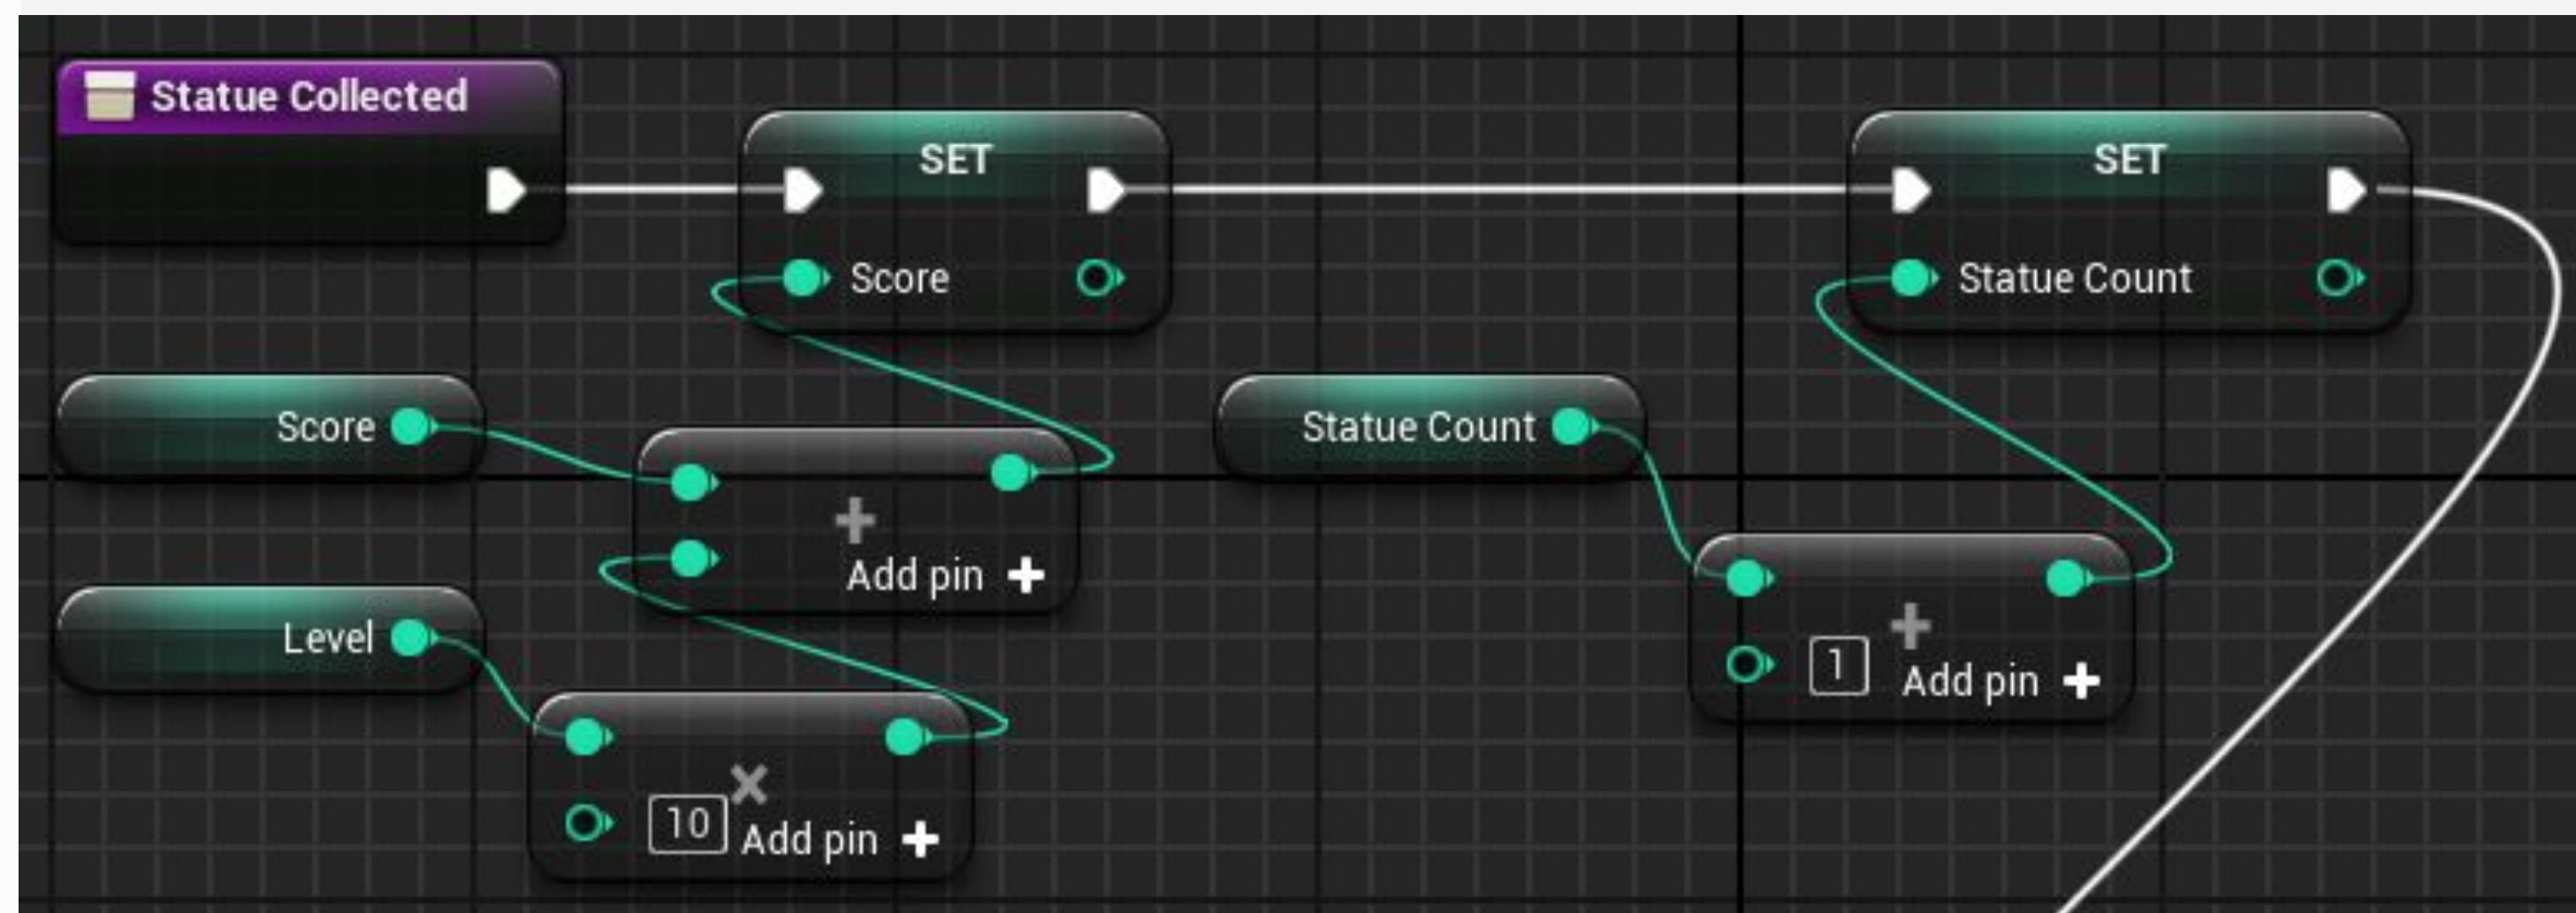 Statue Collected
SET
SET
Score
Statue Count
Score
Statue Count
Add pin
Level
1
Add pin
10
Add pin